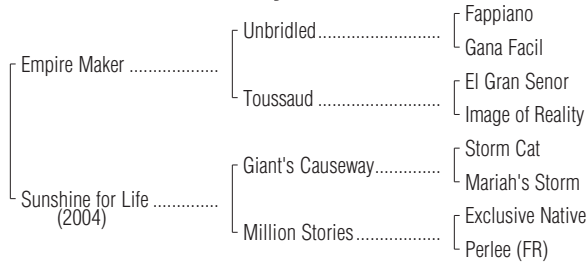 Fappiano
Unbridled
Gana Facil
Empire Maker
El Gran Senor
Toussaud
Image of Reality
Storm Cat
Giant's Causeway
Mariah's Storm
Sunshine for Life
(2004)
Exclusive Native
Million Stories
Perlee (FR)